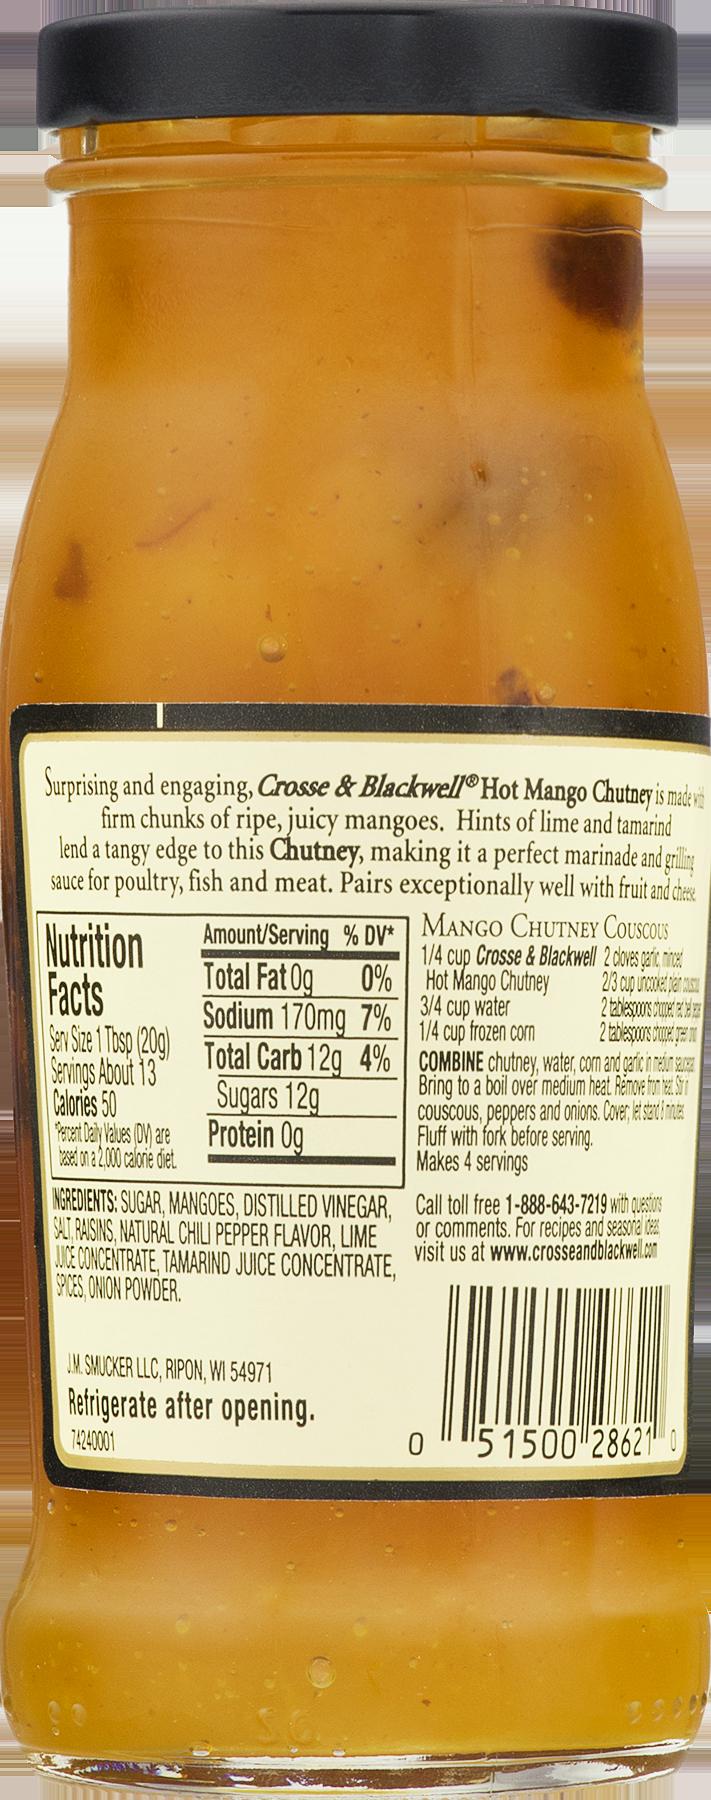 Surprising and engaging, Crosse & Blackwell® Hot Mango Chutney is made with
firm chunks of ripe, juicy mangoes. Hints of lime and tamarind
lend a tangy edge to this Chutney, making it a perfect marinade and grilling
sauce for poultry, fish and meat. Pairs exceptionally well with fruit and cheese.
Nutrition
Facts
Serv Size 1 Tbsp (20g)
Servings About 13
Calories 50
*Percent Daily Values (DV) are
based on a 2,000 calorie diet.
Amount/Serving % DV*
Total Fat 0g 0%
Sodium 170mg 7%
Total Carb 12g 4%
Sugars 12g
Protein 0g
INGREDIENTS: SUGAR, MANGOES, DISTILLED VINEGAR,
SALT, RAISINS, NATURAL CHILI PEPPER FLAVOR, LIME
JUICE CONCENTRATE, TAMARIND JUICE CONCENTRATE,
SPICES, ONION POWDER.
J.M. SMUCKER LLC, RIPON, WI 54971
Refrigerate after opening.
74240001
MANGO CHUTNEY COUSCOUS
1/4 cup Crosse & Blackwell
Hot Mango Chutney
3/4 cup water
1/4 cup frozen corn
2 cloves garlic, minced
2/3 cup uncooked plain couscous
2 tablespoons chopped red bell pepper
2 tablespoons chopped green onion
COMBINE chutney, water, corn and garlic in medium saucepan.
Bring to a boil over medium heat. Remove from heat. Stir in
couscous, peppers and onions. Cover; let stand 6 minutes.
Fluff with fork before serving.
Makes 4 servings
Call toll free 1-888-643-7219 with questions
or comments. For recipes and seasonal ideas,
visit us at www.crosseandblackwell.com
0 51500 28621 0